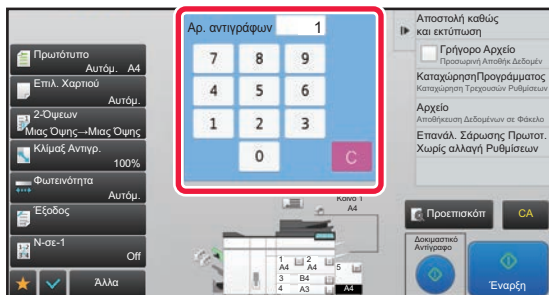 Πρωτότυπο
Αυτόμ. A4
Επιλ. Χαρτιού
Αυτόμ.
2-Όψεων
Μιας Όψης→Μιας Όψης
Κλίμαξ Αντιγρ.
100%
Φωτεινότητα
Αυτόμ.
Έξοδος
N-σε-1
Off
Άλλα
Αρ. αντιγράφων 1
7 8 9
4 5 6
1 2 3
0 C
Κοινό 1
A4
1 A4
2 A4
3 B4
4 A3
5
A4
Αποστολή καθώς
και εκτύπωση
Γρήγορο Αρχείο
Προσωρινή Αποθήκ Δεδομέν
ΚαταχώρησηΠρογράμματος
Καταχώρηση Τρεχουσών Ρυθμίσεων
Αρχείο
Αποθήκευση Δεδομένων σε Φάκελο
Επανάλ. Σάρωσης Πρωτοτ.
Χωρίς αλλαγή Ρυθμίσεων
Προεπισκόπ
CA
Δοκιμαστικό
Αντίγραφο
Έναρξη